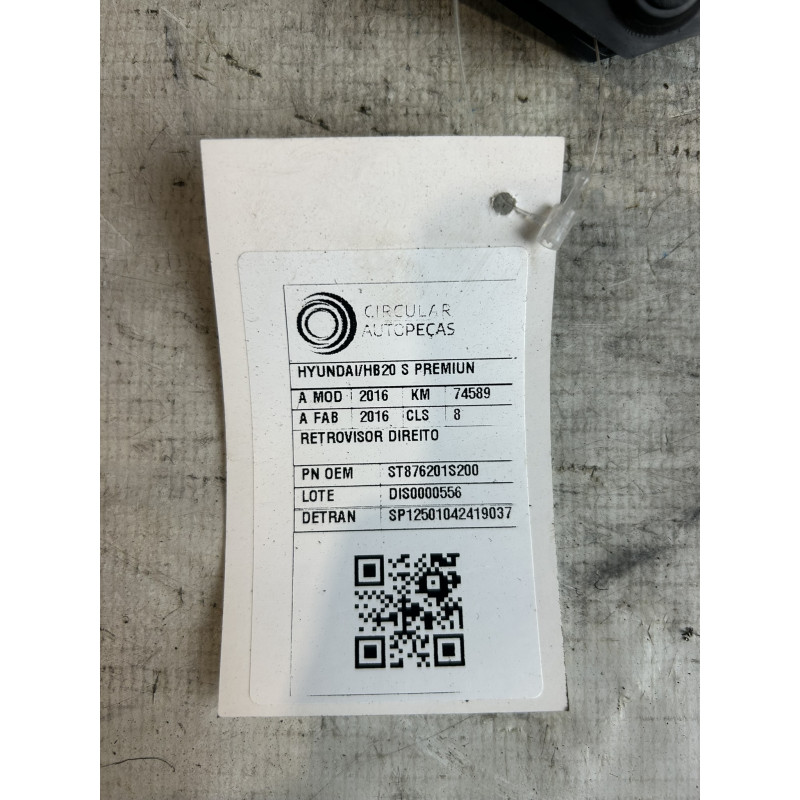 CIRCULAR
AUTOPEÇAS
HYUNDAI/HB20 S PREMIUN
A MOD 2016 KM 74589
A FAB 2016 CLS 8
RETROVISOR DIREITO
PN OEM ST876201S200
LOTE DIS0000556
DETRAN SP12501042419037